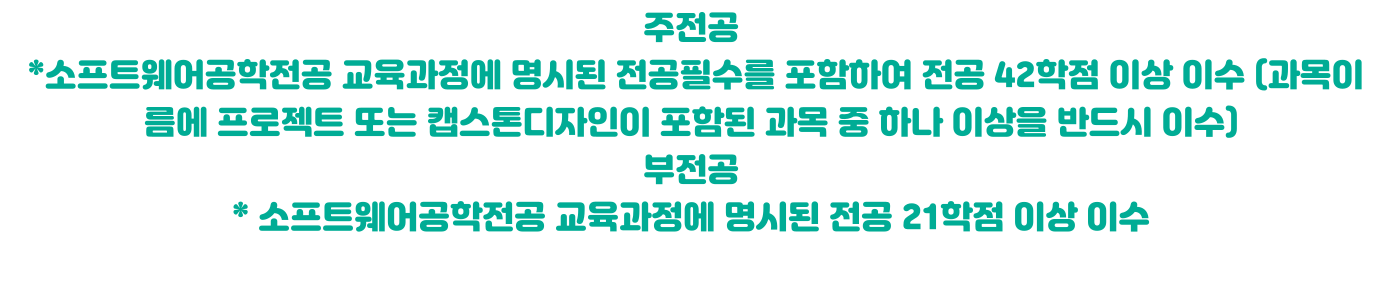 주전공
*소프트웨어공학전공 교육과정에 명시된 전공필수를 포함하여 전공 42학점 이상 이수 (과목이
름에 프로젝트 또는 캡스톤디자인이 포함된 과목 중 하나 이상을 반드시 이수)
부전공
* 소프트웨어공학전공 교육과정에 명시된 전공 21학점 이상 이수